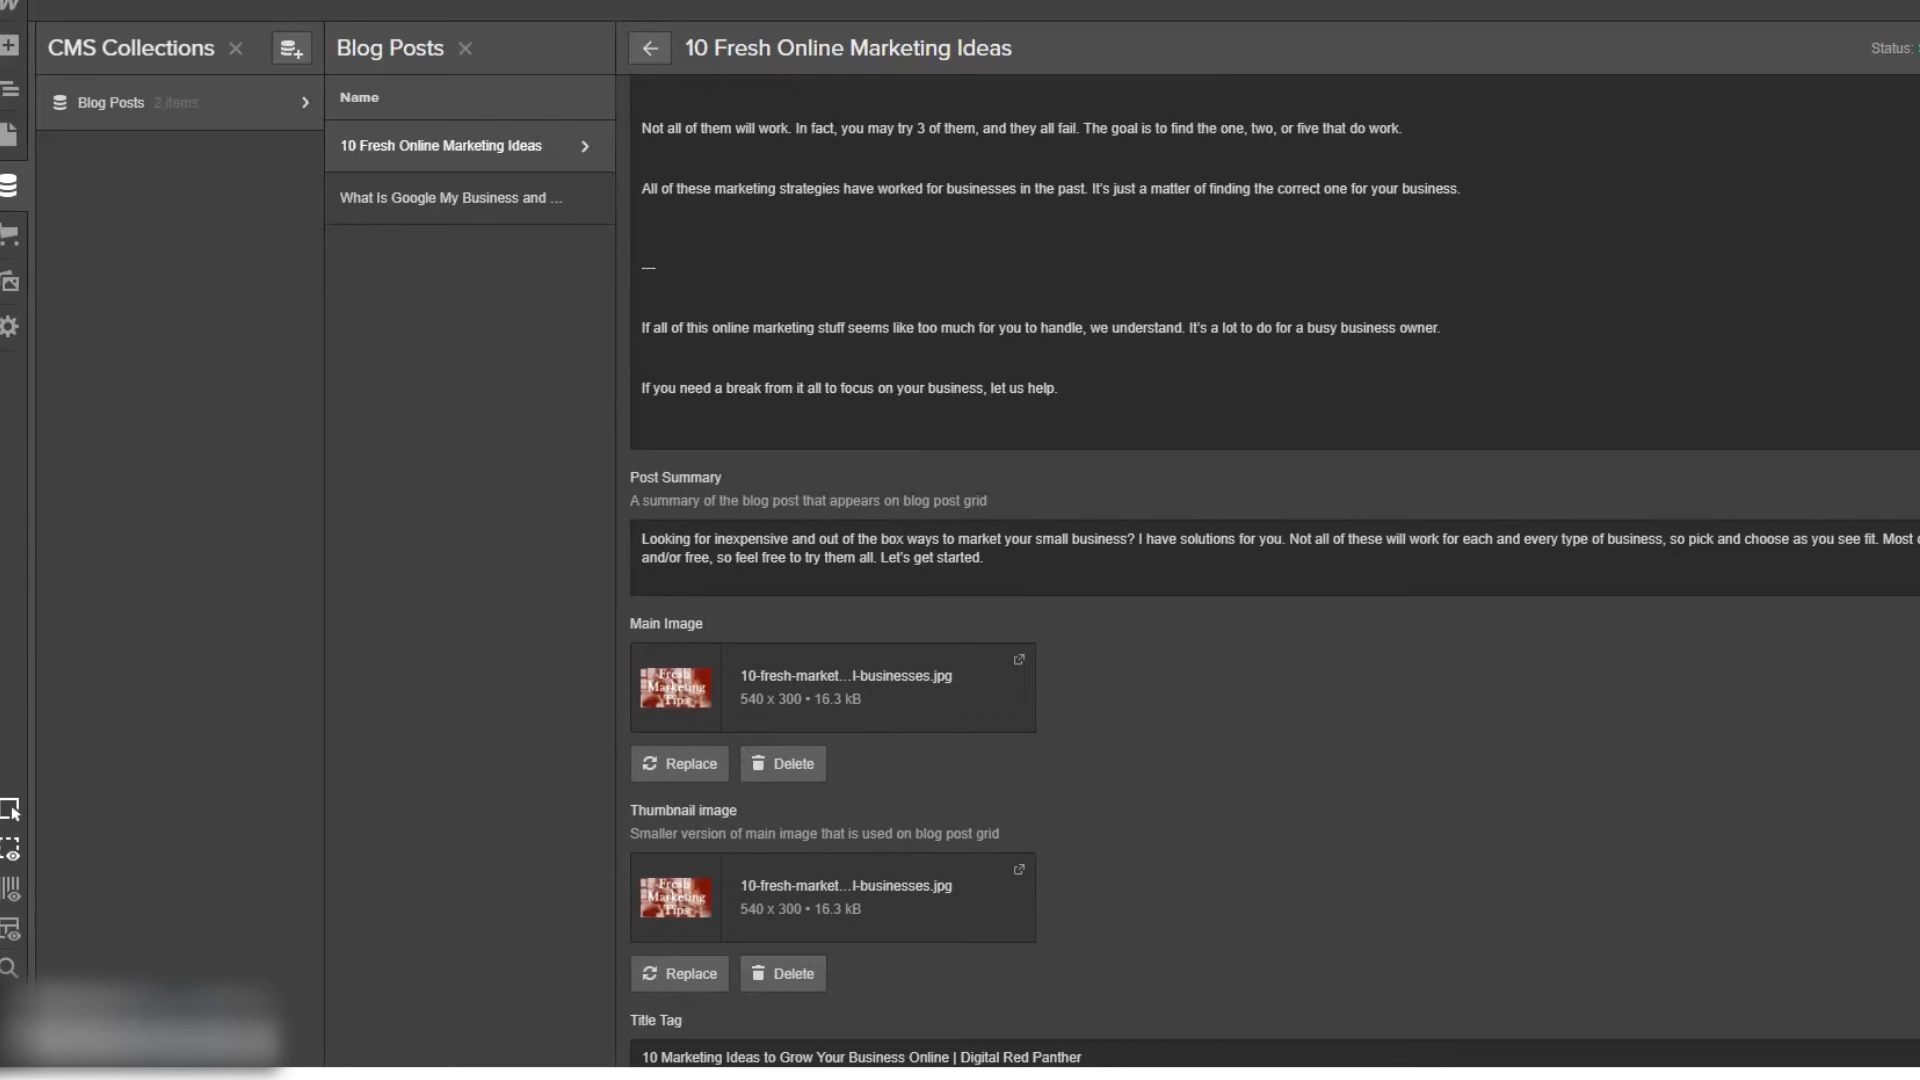 CMS Collections
Blog Posts
10 Fresh Online Marketing Ideas
Status:
Blog Posts 2 items
Name
10 Fresh Online Marketing Ideas
What Is Google My Business and ...
Not all of them will work. In fact, you may try 3 of them, and they all fail. The goal is to find the one, two, or five that do work.
All of these marketing strategies have worked for businesses in the past. It's just a matter of finding the correct one for your business.
---
If all of this online marketing stuff seems like too much for you to handle, we understand. It's a lot to do for a busy business owner.
If you need a break from it all to focus on your business, let us help.
Post Summary
A summary of the blog post that appears on blog post grid
Looking for inexpensive and out of the box ways to market your small business? I have solutions for you. Not all of these will work for each and every type of business, so pick and choose as you see fit. Most
and/or free, so feel free to try them all. Let's get started.
Main Image
Fresh
Marketing
Tips
10-fresh-market...l-businesses.jpg
540 x 300 • 16.3 kB
Replace
Delete
Thumbnail image
Smaller version of main image that is used on blog post grid
Fresh
Marketing
Tips
10-fresh-market...l-businesses.jpg
540 x 300 • 16.3 kB
Replace
Delete
Title Tag
10 Marketing Ideas to Grow Your Business Online | Digital Red Panther